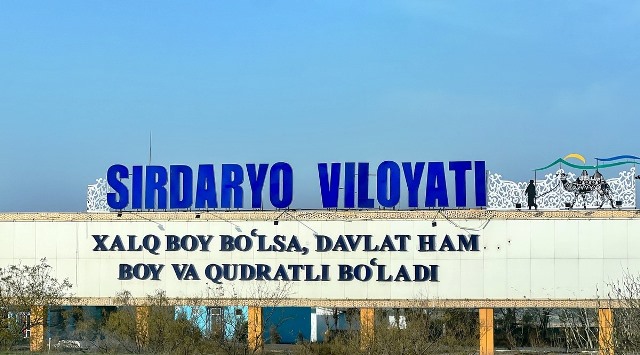 SIRDARYO VILOYATI
XALQ BOY BOʻLSA, DAVLAT HAM
BOY VA QUDRATLI BOʻLADI